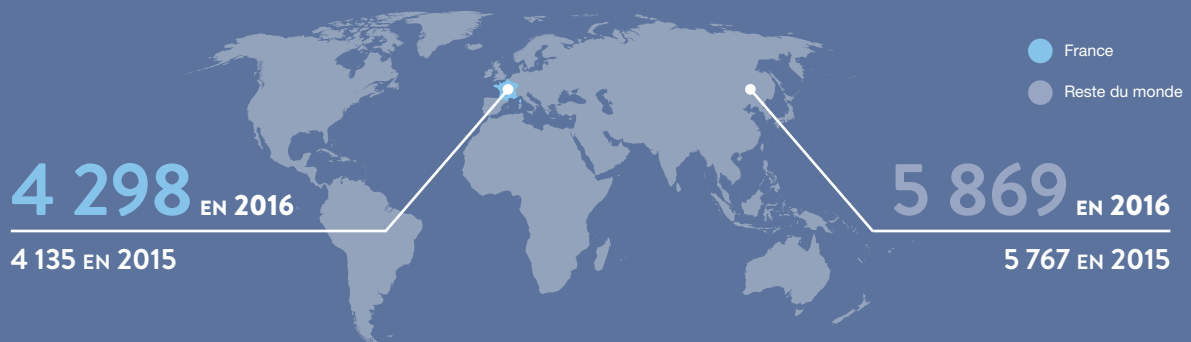 France
Reste du monde
4 298 EN 2016
4 135 EN 2015
5 869 EN 2016
5 767 EN 2015